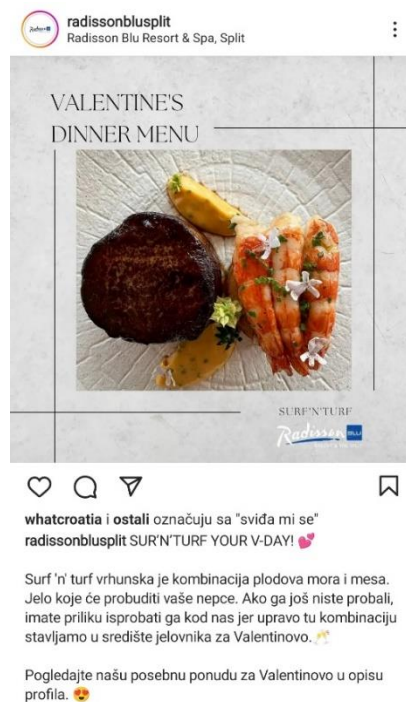 radissonblusplit
Radisson Blu Resort & Spa, Split
VALENTINE'S
DINNER MENU
SURF'N'TURF
Radisson BLU
whatcroatia i ostali označuju sa "sviđa mi se"
radissonblusplit SUR’N’TURF YOUR V-DAY! 💕
Surf 'n' turf vrhunska je kombinacija plodova mora i mesa.
Jelo koje će probuditi vaše nepce. Ako ga još niste probali,
imate priliku isprobati ga kod nas jer upravo tu kombinaciju
stavljamo u središte jelovnika za Valentinovo.🥂
Pogledajte našu posebnu ponudu za Valentinovo u opisu
profila. 😍